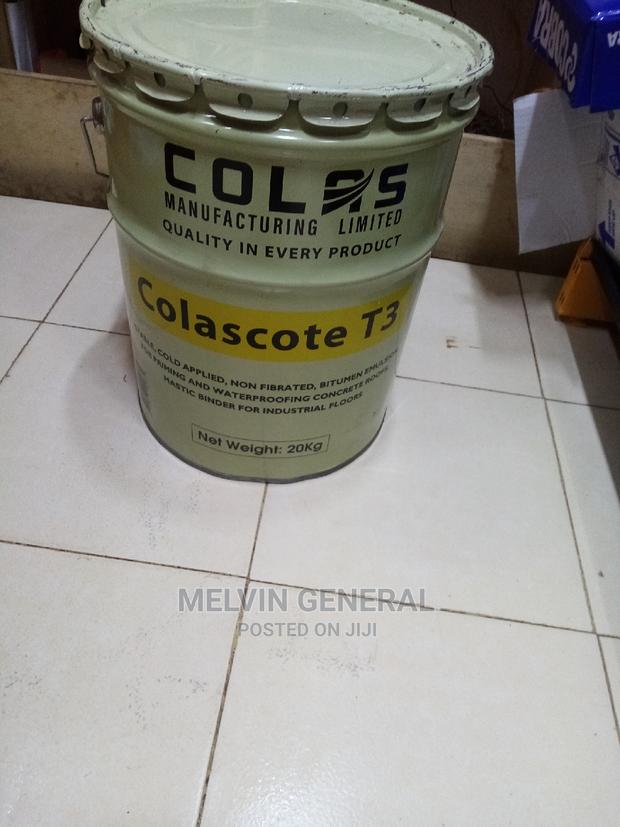 COLAS
MANUFACTURING LIMITED
QUALITY IN EVERY PRODUCT
Colascote T3
COLD APPLIED, NON FIBRATED, BITUMEN EMULSION
FOR PRIMING AND WATERPROOFING CONCRETE ROOFS
MASTIC BINDER FOR INDUSTRIAL FLOORS
Net Weight: 20Kg
MELVIN GENERAL
POSTED ON JIJI